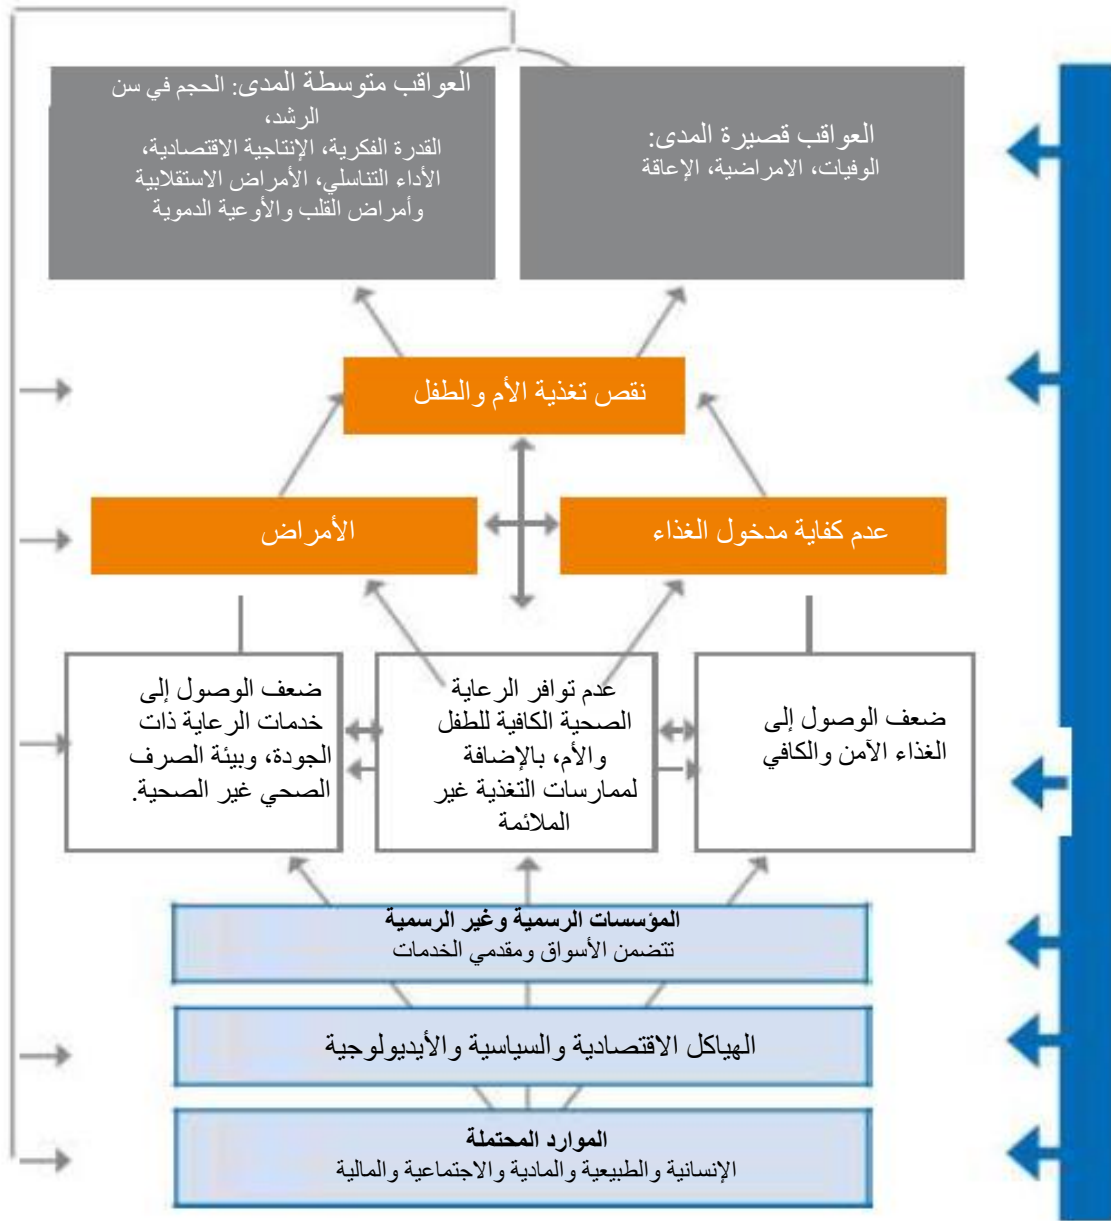 العواقب متوسطة المدى: الحجم في سن
الرشد،
القدرة الفكرية، الإنتاجية الاقتصادية،
الأداء التناسلي، الأمراض الاستقلابية
وأمراض القلب والأوعية الدموية
العواقب قصيرة المدى:
الوفيات، الامراضية، الإعاقة
نقص تغذية الأم والطفل
عدم كفاية مدخول الغذاء
الأمراض
ضعف الوصول إلى
الغذاء الآمن والكافي
عدم توافر الرعاية
الصحية الكافية للطفل
والأم، بالإضافة
لممارسات التغذية غير
الملائمة
ضعف الوصول إلى
خدمات الرعاية ذات
الجودة، وبيئة الصرف
الصحي غير الصحية.
المؤسسات الرسمية وغير الرسمية
تتضمن الأسواق ومقدمي الخدمات
الهياكل الاقتصادية والسياسية والأيديولوجية
الموارد المحتملة
الإنسانية والطبيعية والمادية والاجتماعية والمالية